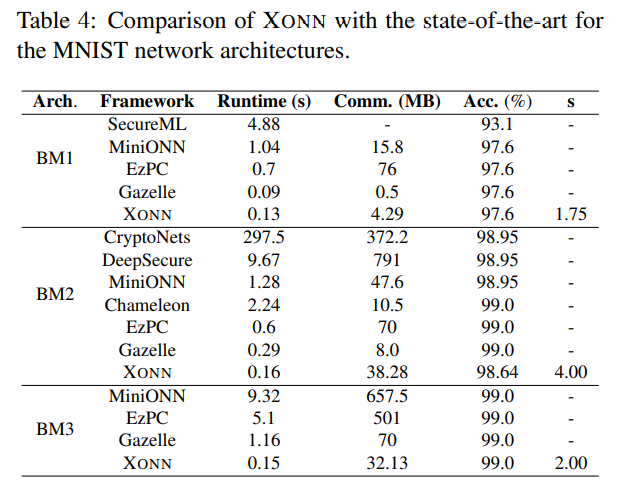 Table 4: Comparison of XONN with the state-of-the-art for
the MNIST network architectures.
Arch. Framework Runtime (s) Comm. (MB) Acc. (%) s
BM1
SecureML 4.88 - 93.1 -
MiniONN 1.04 15.8 97.6 -
EzPC 0.7 76 97.6 -
Gazelle 0.09 0.5 97.6 -
XONN 0.13 4.29 97.6 1.75
BM2
CryptoNets 297.5 372.2 98.95 -
DeepSecure 9.67 791 98.95 -
MiniONN 1.28 47.6 98.95 -
Chameleon 2.24 10.5 99.0 -
EzPC 0.6 70 99.0 -
Gazelle 0.29 8.0 99.0 -
XONN 0.16 38.28 98.64 4.00
BM3
MiniONN 9.32 657.5 99.0 -
EzPC 5.1 501 99.0 -
Gazelle 1.16 70 99.0 -
XONN 0.15 32.13 99.0 2.00